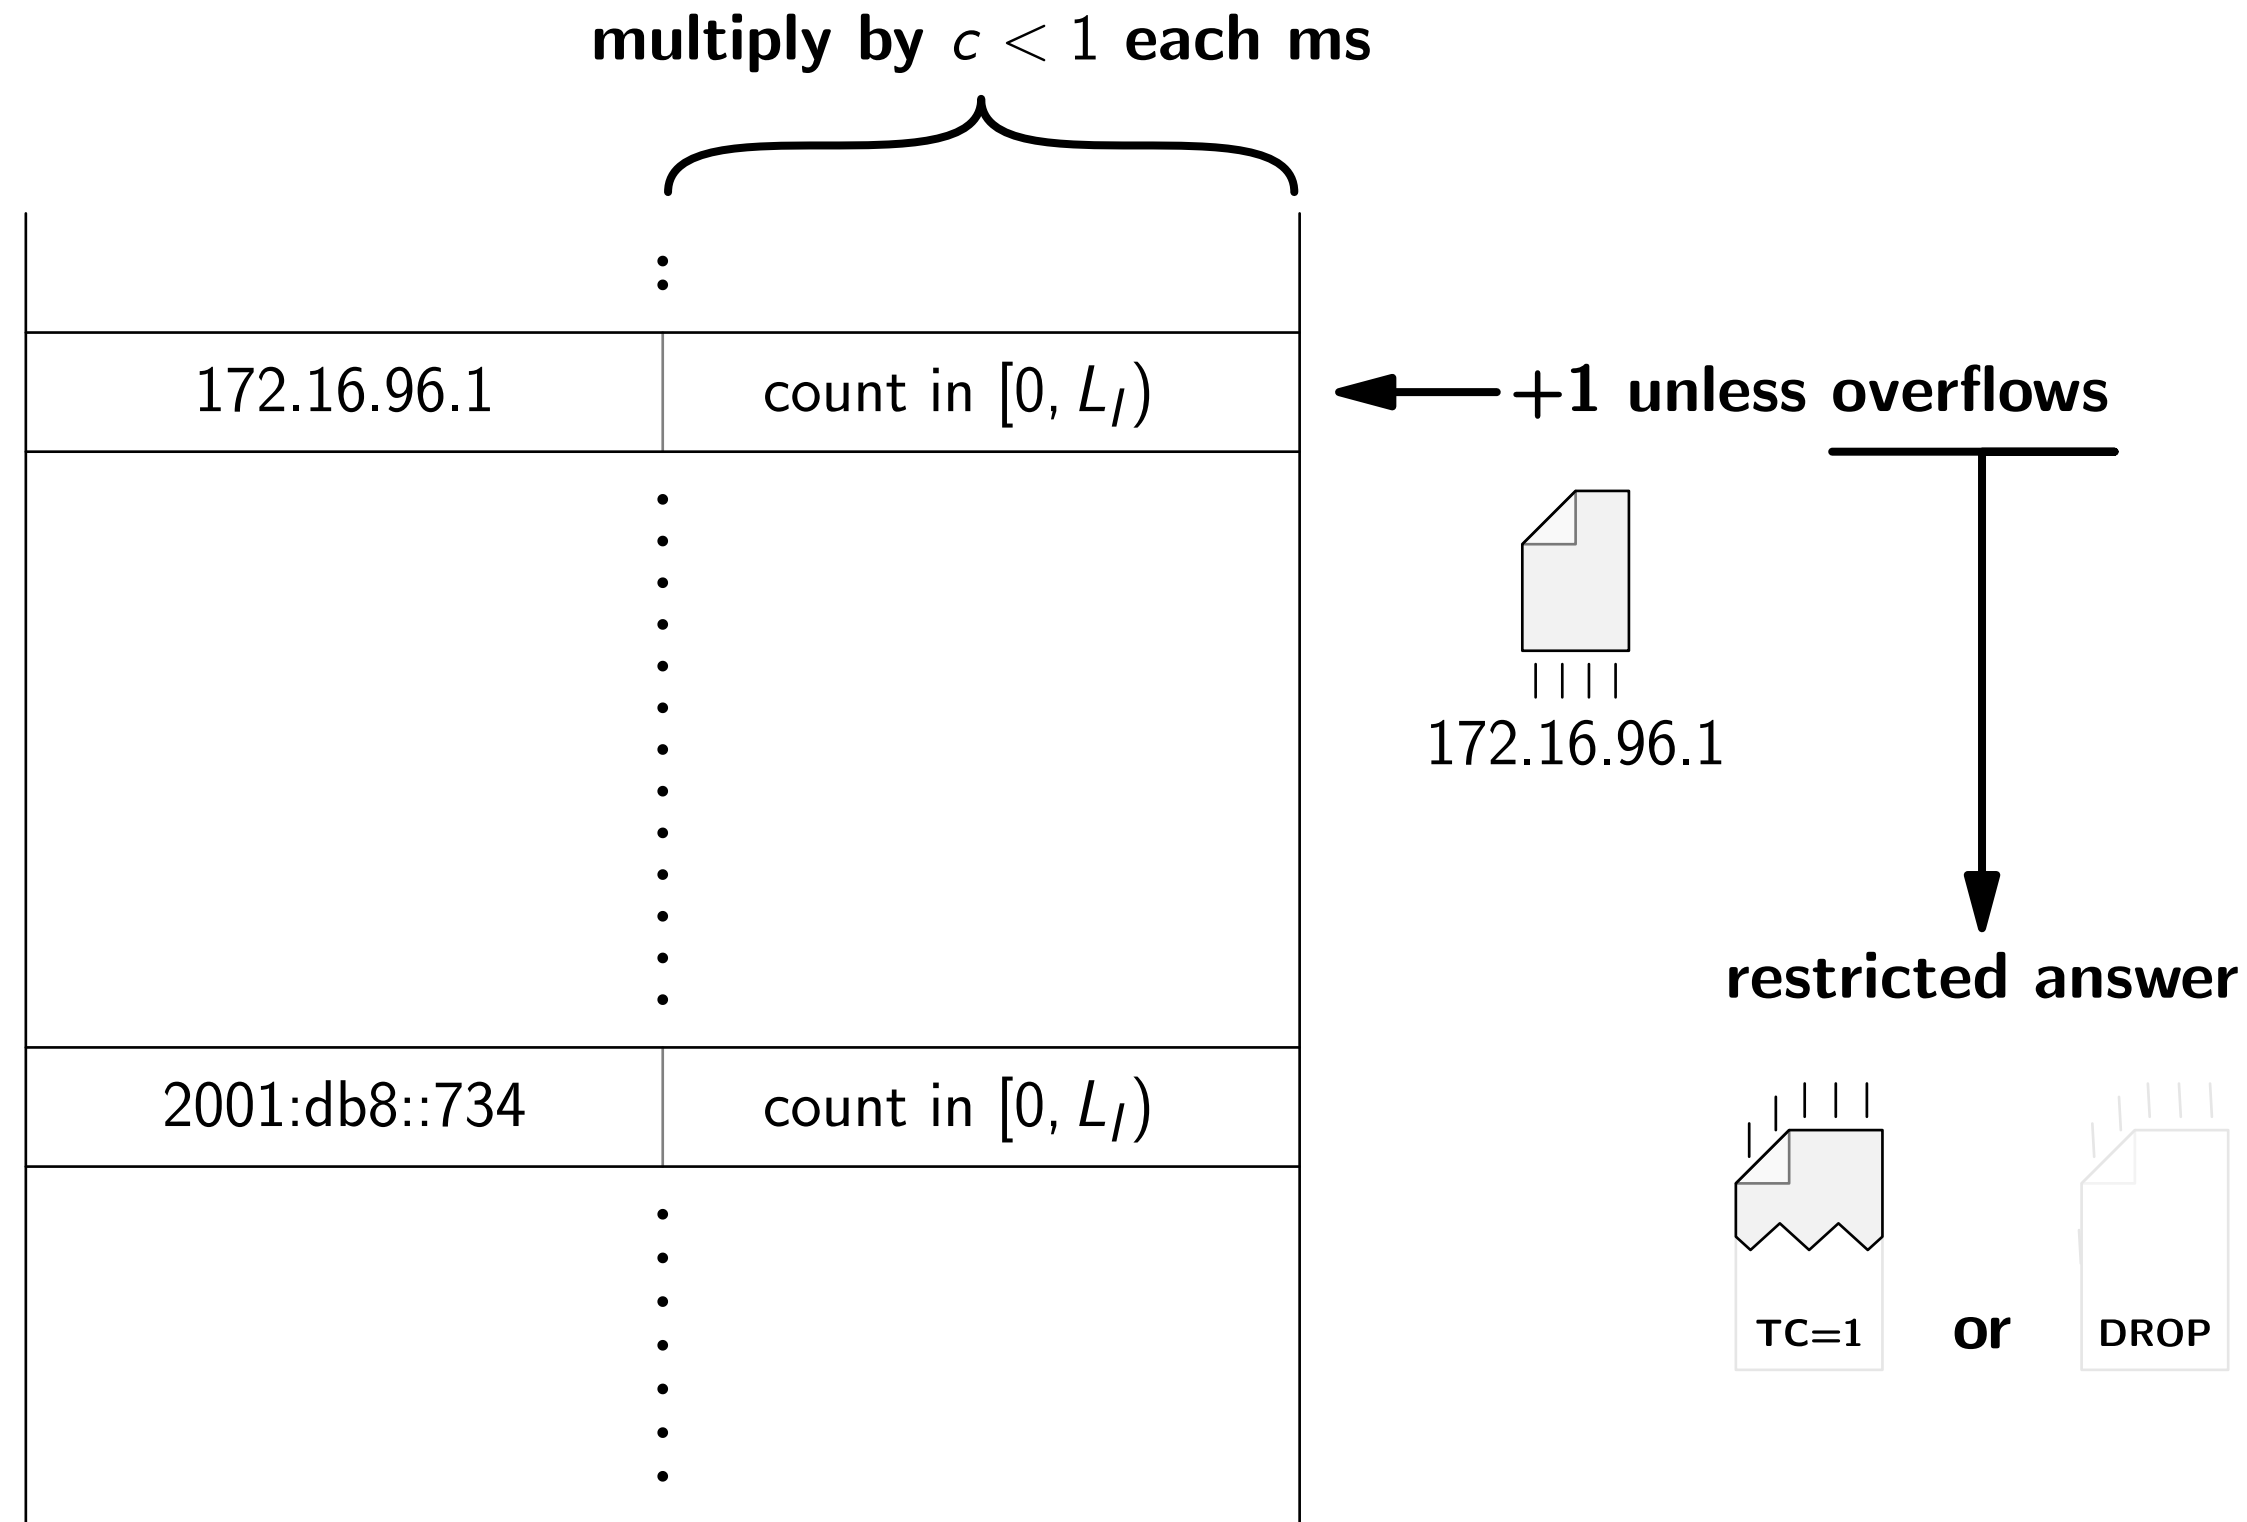 multiply by c < 1 each ms
172.16.96.1 count in [0, L_I) +1 unless overflows
172.16.96.1
restricted answer
2001:db8::734 count in [0, L_I)
TC=1 or DROP